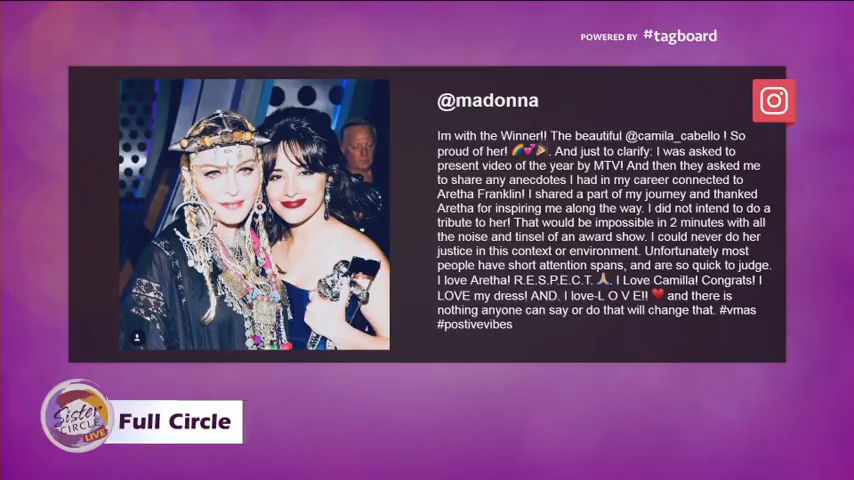 POWERED BY #tagboard
@madonna
Im with the Winner!! The beautiful @camila_cabello ! So
proud of her! 🌈💕🎉. And just to clarify: I was asked to
present video of the year by MTV! And then they asked me
to share any anecdotes I had in my career connected to
Aretha Franklin! I shared a part of my journey and thanked
Aretha for inspiring me along the way. I did not intend to do a
tribute to her! That would be impossible in 2 minutes with all
the noise and tinsel of an award show. I could never do her
justice in this context or environment. Unfortunately most
people have short attention spans, and are so quick to judge.
I love Aretha! R.E.S.P.E.C.T. 🙏. I Love Camilla! Congrats! I
LOVE my dress! AND. I love-L O V E!! ❤️ and there is
nothing anyone can say or do that will change that. #vmas
#postivevibes
Sister
CIRCLE
LIVE
Full Circle